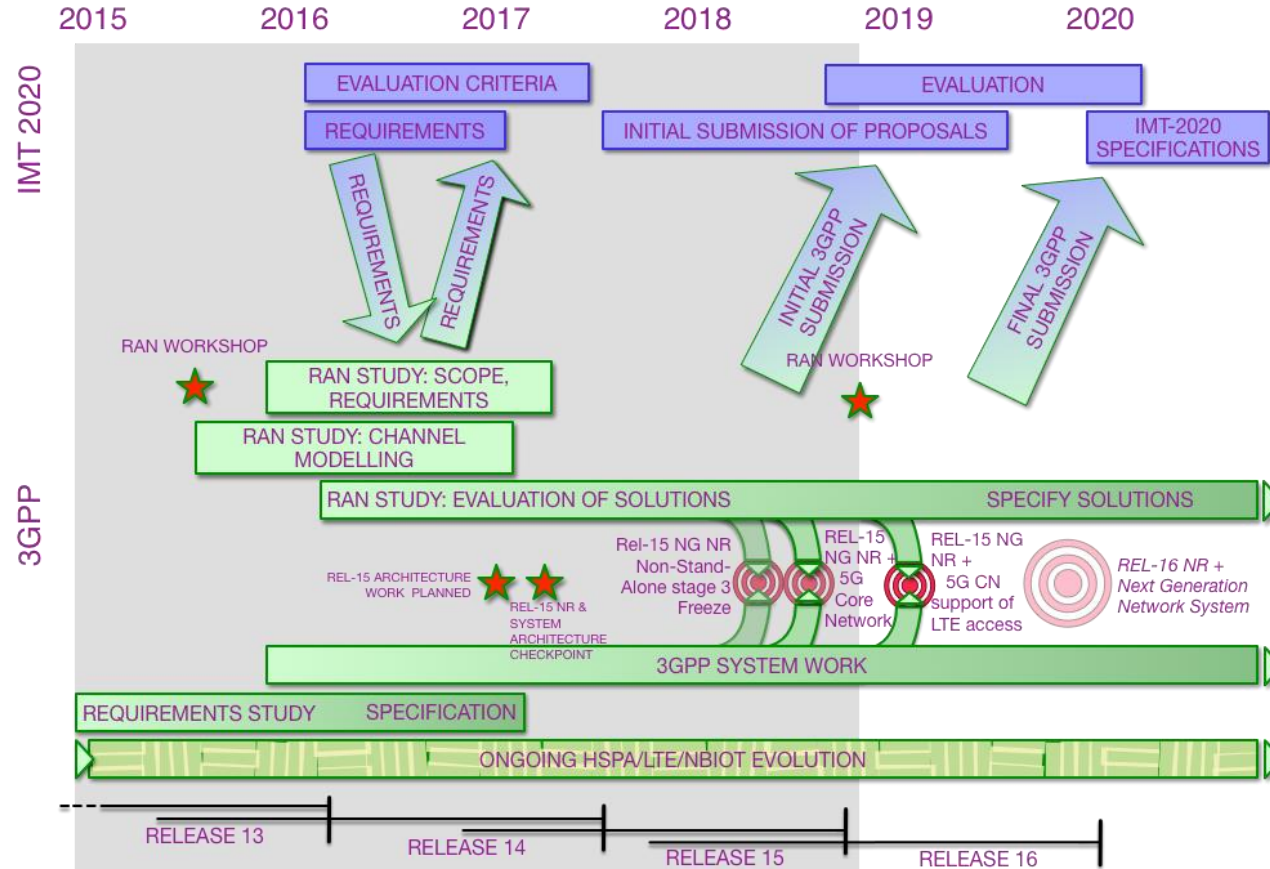 2015 2016 2017 2018 2019 2020
IMT 2020
EVALUATION CRITERIA
EVALUATION
REQUIREMENTS
INITIAL SUBMISSION OF PROPOSALS
IMT-2020
SPECIFICATIONS
REQUIREMENTS
REQUIREMENTS
INITIAL 3GPP
SUBMISSION
FINAL 3GPP
SUBMISSION
3GPP
RAN WORKSHOP
RAN WORKSHOP
RAN STUDY: SCOPE,
REQUIREMENTS
RAN STUDY: CHANNEL
MODELLING
RAN STUDY: EVALUATION OF SOLUTIONS
SPECIFY SOLUTIONS
REL-15 ARCHITECTURE
WORK PLANNED
REL-15 NR &
SYSTEM
ARCHITECTURE
CHECKPOINT
Rel-15 NG NR
Non-Stand-
Alone stage 3
Freeze
REL-15
NG NR +
5G
Core
Network
REL-15 NG
NR +
5G CN
support of
LTE access
REL-16 NR +
Next Generation
Network System
3GPP SYSTEM WORK
REQUIREMENTS STUDY
SPECIFICATION
ONGOING HSPA/LTE/NBIOT EVOLUTION
RELEASE 13
RELEASE 14
RELEASE 15
RELEASE 16